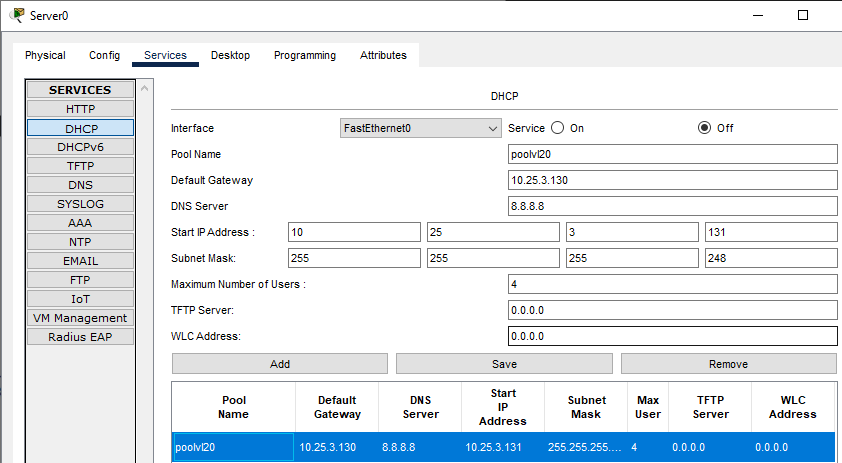 Server0
Physical Config Services Desktop Programming Attributes
SERVICES
HTTP
DHCP
DHCPv6
TFTP
DNS
SYSLOG
AAA
NTP
EMAIL
FTP
IoT
VM Management
Radius EAP
DHCP
Interface FastEthernet0 Service On Off
Pool Name poolvl20
Default Gateway 10.25.3.130
DNS Server 8.8.8.8
Start IP Address : 10 25 3 131
Subnet Mask: 255 255 255 248
Maximum Number of Users : 4
TFTP Server: 0.0.0.0
WLC Address: 0.0.0.0
Add Save Remove
Pool Name Default Gateway DNS Server Start IP Address Subnet Mask Max User TFTP Server WLC Address
poolvl20 10.25.3.130 8.8.8.8 10.25.3.131 255.255.255.... 4 0.0.0.0 0.0.0.0